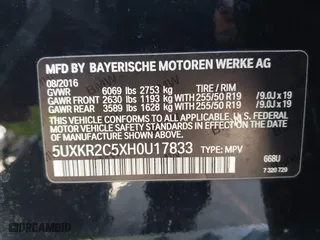 MFD BY BAYERISCHE MOTOREN WERKE AG
08/2016
GVWR 6069 lbs 2753 kg TIRE / RIM
GAWR FRONT 2630 lbs 1193 kg WITH 255/50 R19 /9.0J x 19
GAWR REAR 3589 lbs 1628 kg WITH 255/50 R19 /9.0J x 19
THIS VEHICLE CONFORMS TO ALL APPLICABLE U.S. FEDERAL
MOTOR VEHICLE SAFETY STANDARDS IN EFFECT ON THE DATE
OF MANUFACTURE SHOWN ABOVE.
5UXKR2C5XH0U17833 TYPE: MPV
668U
7 320 729